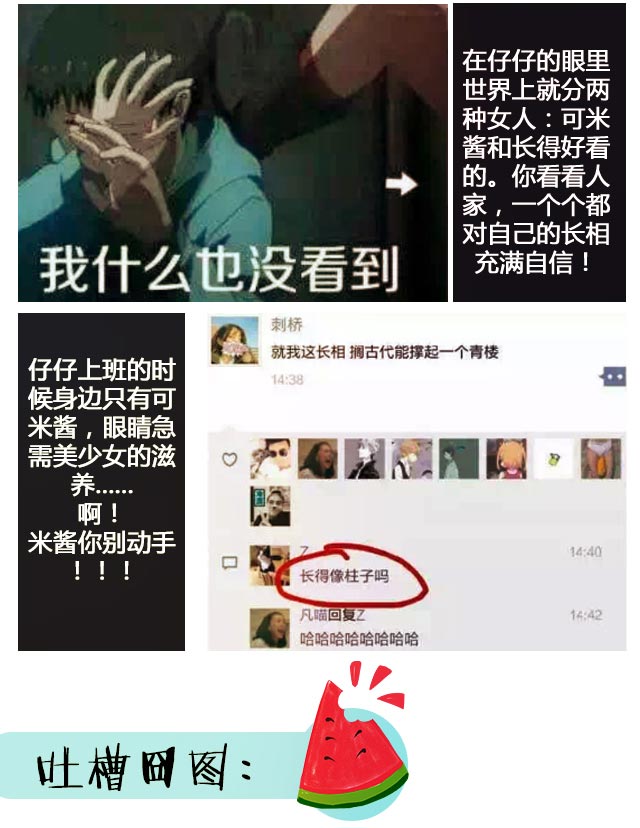 在仔仔的眼里
世界上就分两
种女人：可米
酱和长得好看
的。你看看人
家，一个个都
对自己的长相
充满自信！
我什么也没看到
仔仔上班的时
候身边只有可
米酱，眼睛急
需美少女的滋
养......
啊！
米酱你别动手
！！！
刺桥
就我这长相 搁古代能撑起一个青楼
14:38
Z
14:40
长得像柱子吗
凡喵回复Z
14:42
哈哈哈哈哈哈哈哈
吐槽囧图：